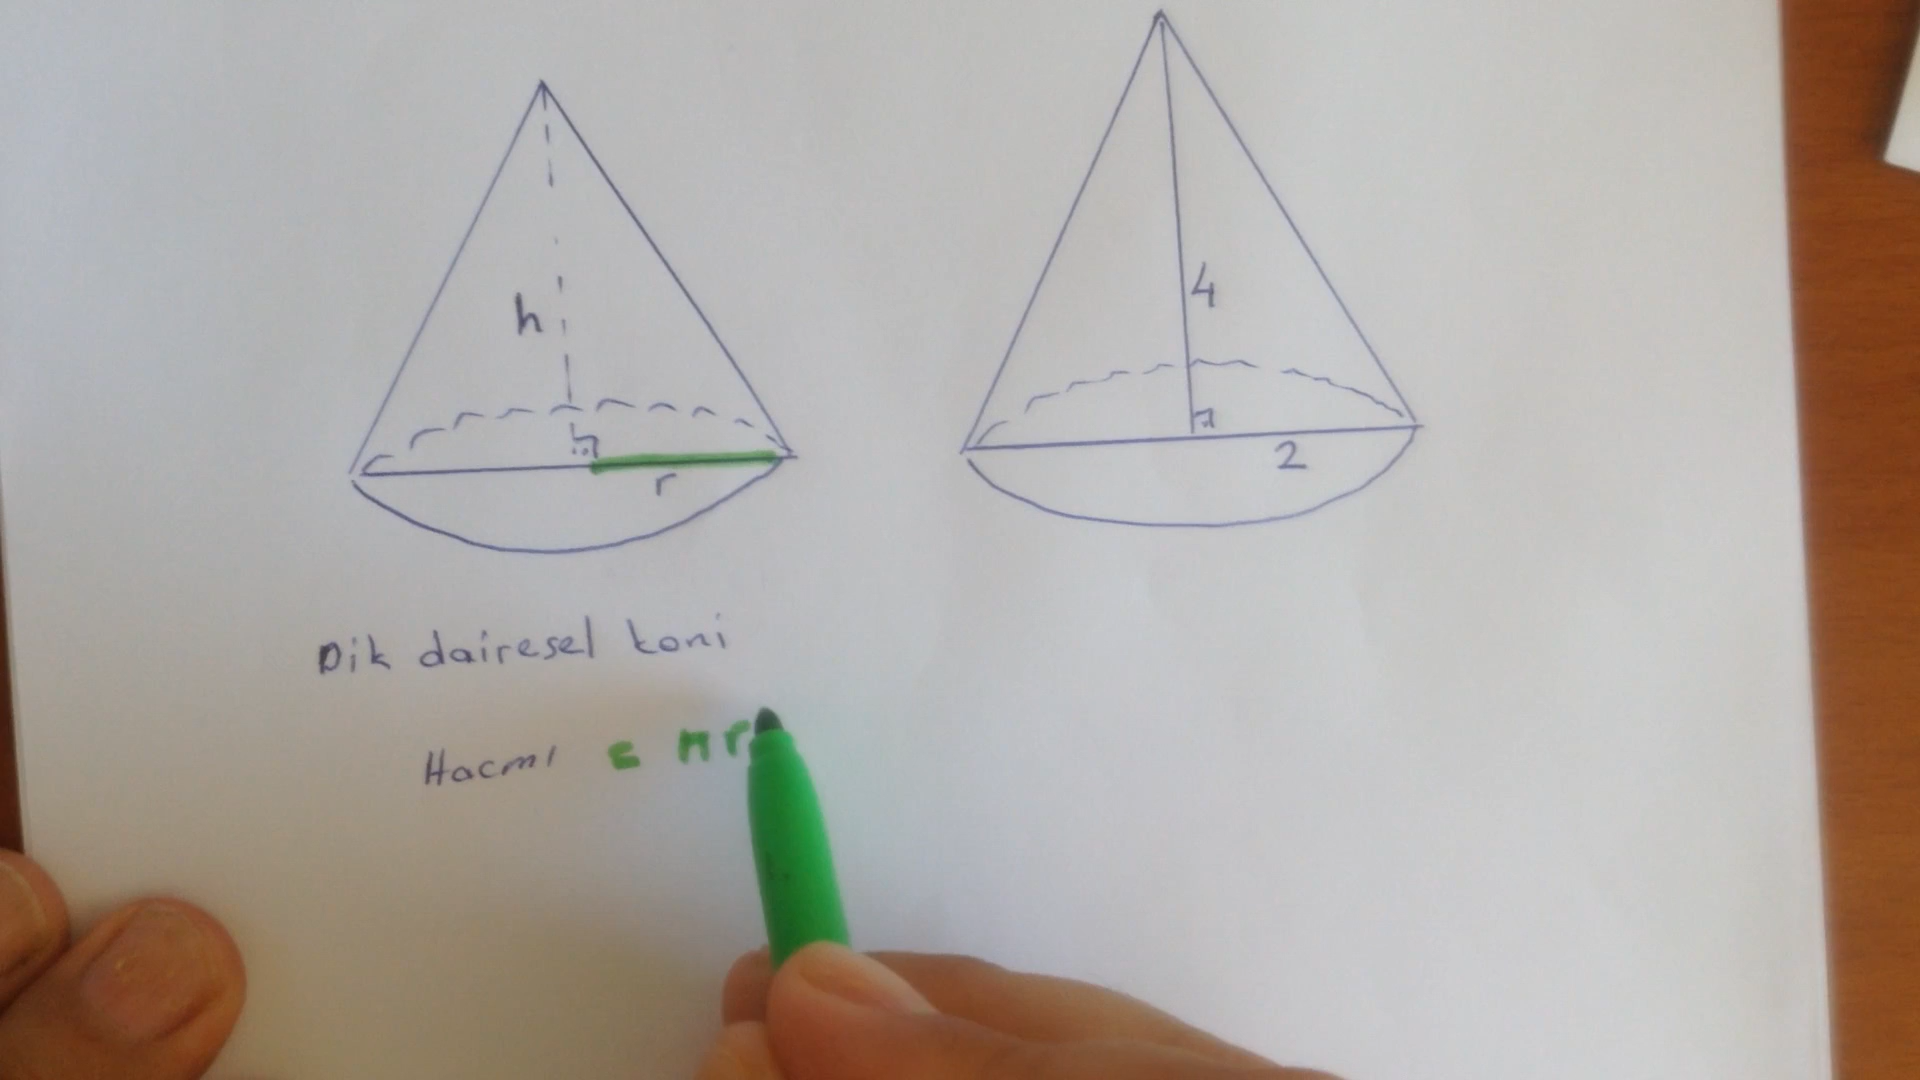 h
r
4
2
Dik dairesel koni
Hacmi = πr